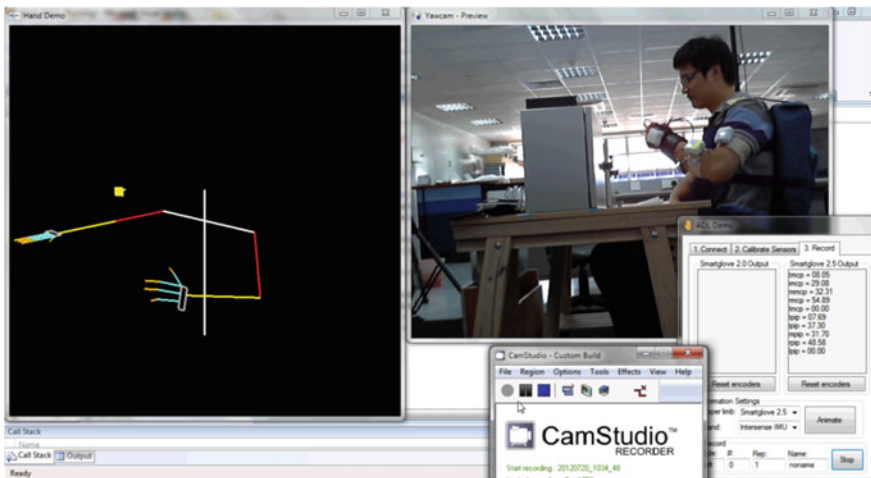 Hand Demo
Yawcam - Preview
ADL Demo
1. Connect
2. Calibrate Sensors
3. Record
Smartglove 2.0 Output
Smartglove 2.5 Output
tmcp = 08.05
imcp = 29.08
mmcp = 32.31
rmcp = 54.89
lmcp = 00.00
tpip = 07.69
ipip = 37.30
mpip = 31.70
rpip = 48.58
lpip = 00.00
Reset encoders
Reset encoders
Smartglove 2.5
Intersense IMU
Animate
Rep:
Name:
0
1
noname
Stop
CamStudio - Custom Build
File Region Options Tools Effects View Help
CamStudio™
RECORDER
Start recording : 20120720_1034_48
Call Stack
Name
Call Stack
Output
Ready